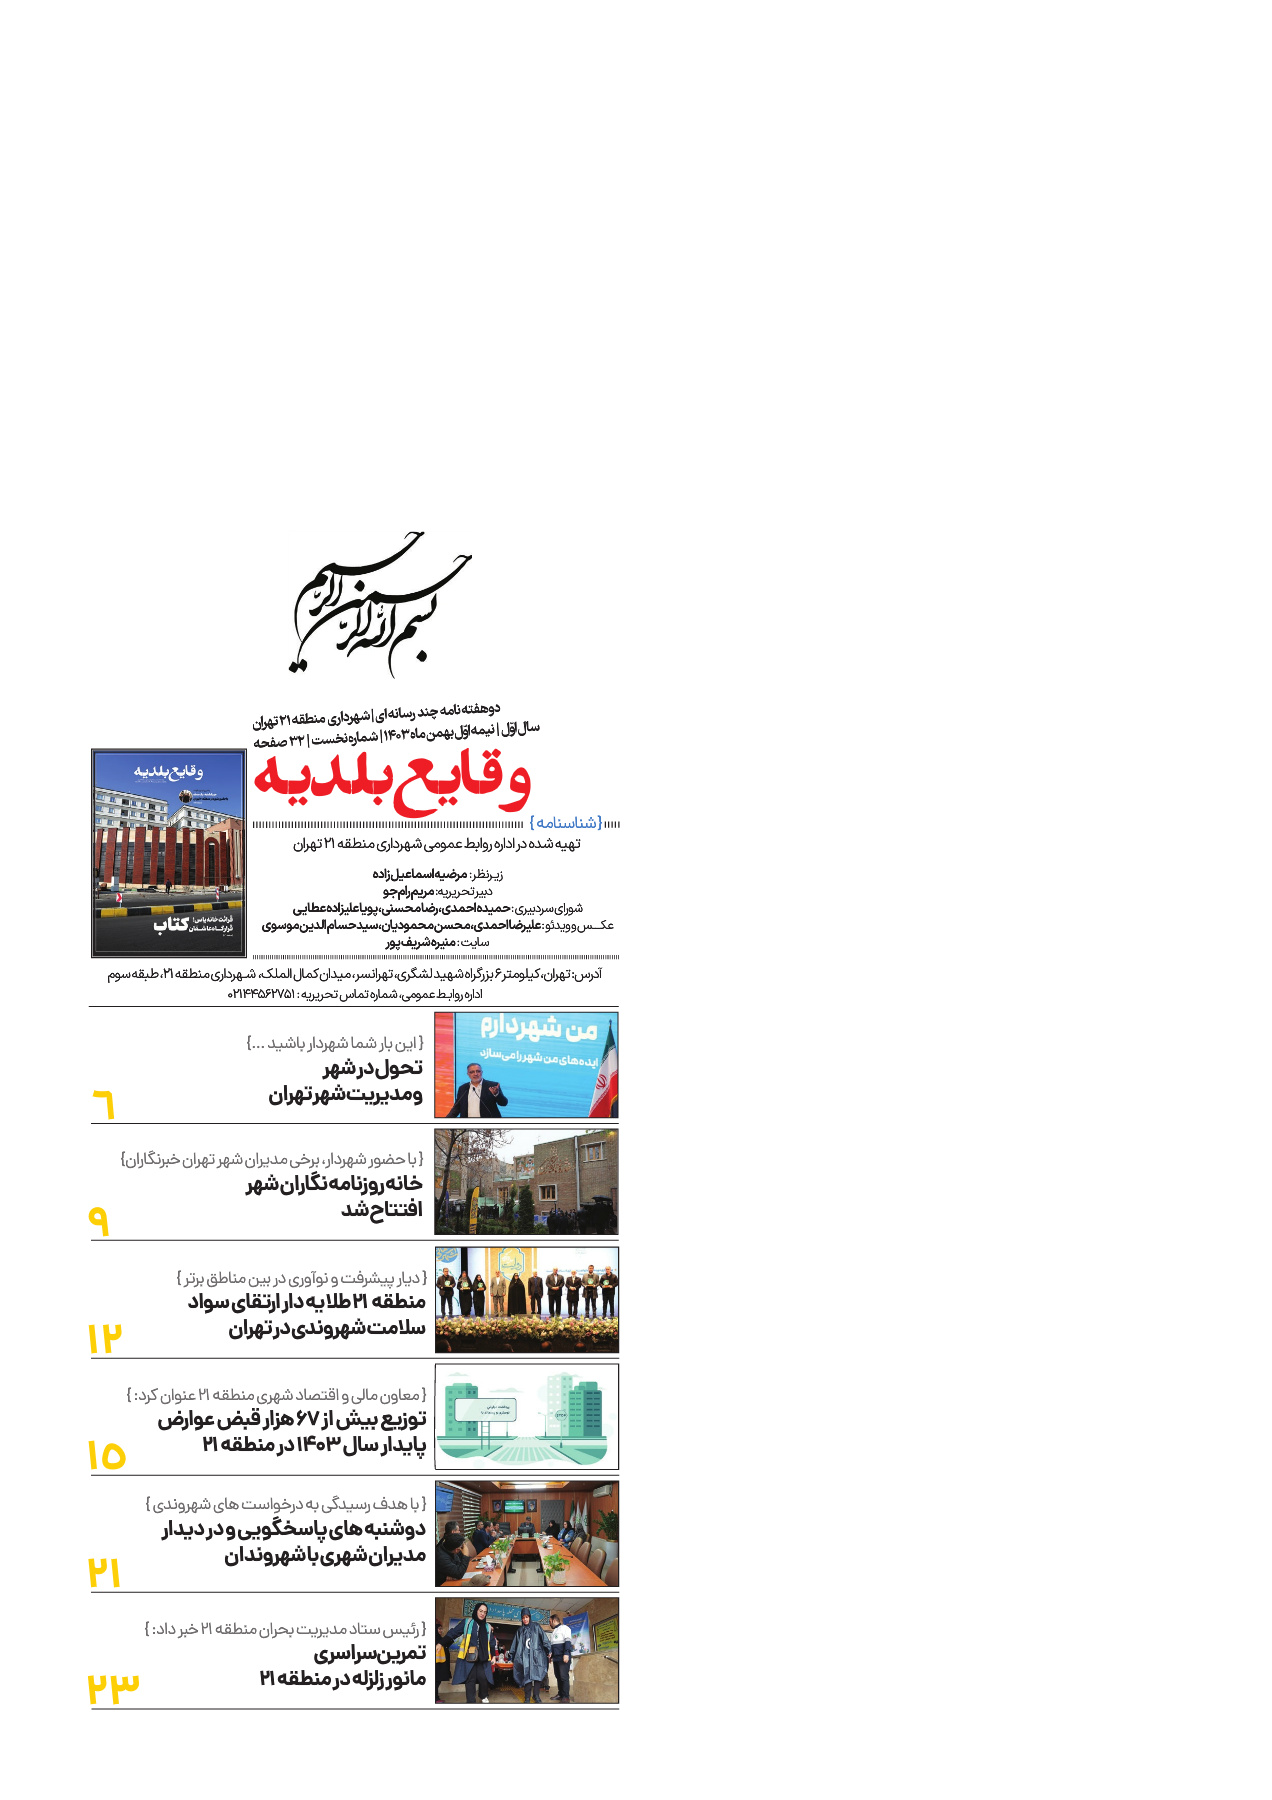 بسم الله الرحمن الرحیم
دوهفته‌نامه چند رسانه‌ای | شهرداری منطقه ۲۱ تهران
سال اوّل | نیمه اوّل بهمن ماه ۱۴۰۳ | شماره نخست | ۳۲ صفحه
وقایع بلدیه
{شناسنامه}
تهیه شده در اداره روابط عمومی شهرداری منطقه ۲۱ تهران
زیرنظر: مرضیه اسماعیل‌زاده
دبیر تحریریه: مریم رام‌جو
شورای سردبیری: حمیده احمدی، رضا محسنی، پویا علیزاده عطایی
عکس و ویدئو: علیرضا احمدی، محسن محمودیان، سید حسام الدین موسوی
سایت: منیره شریف‌پور
وقایع بلدیه
قرائت‌خانه یاس؛
قرارگاه عاشقان
کتاب
آدرس: تهران، کیلومتر ۶ بزرگراه شهید لشگری، تهرانسر، میدان کمال الملک، شهرداری منطقه ۲۱، طبقه سوم
اداره روابط عمومی، شماره تماس تحریریه: ۰۲۱۴۴۵۶۲۷۵۱
من شهردارم
ایده‌های من شهر را می‌سازد
{ این بار شما شهردار باشید ...}
تحول در شهر
و مدیریت شهر تهران
٦
{ با حضور شهردار، برخی مدیران شهر تهران خبرنگاران}
خانه روزنامه‌نگاران شهر
افتتاح شد
۹
{ دیار پیشرفت و نوآوری در بین مناطق برتر }
منطقه ۲۱ طلایه‌دار ارتقای سواد
سلامت شهروندی در تهران
۱۲
{ معاون مالی و اقتصاد شهری منطقه ۲۱ عنوان کرد: }
توزیع بیش از ۶۷ هزار قبض عوارض
پایدار سال ۱۴۰۳ در منطقه ۲۱
۱٥
{ با هدف رسیدگی به درخواست های شهروندی }
دوشنبه‌های پاسخگویی و در دیدار
مدیران شهری با شهروندان
۲۱
{ رئیس ستاد مدیریت بحران منطقه ۲۱ خبر داد: }
تمرین سراسری
مانور زلزله در منطقه ۲۱
۲۳